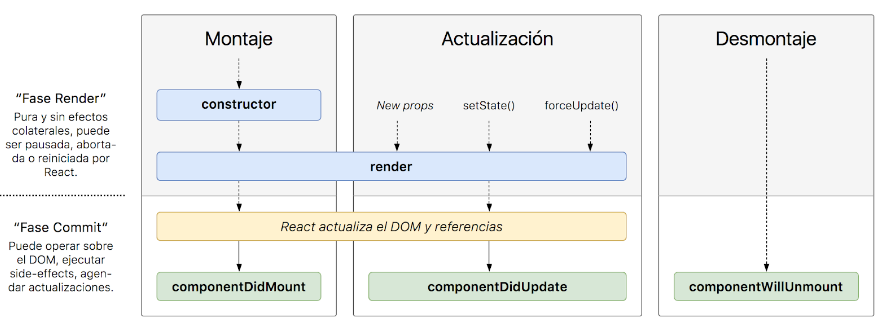 Montaje
Actualización
Desmontaje
“Fase Render”
Pura y sin efectos
colaterales, puede
ser pausada, aborta-
da o reiniciada por
React.
constructor
New props
setState()
forceUpdate()
render
“Fase Commit”
Puede operar sobre
el DOM, ejecutar
side-effects, agen-
dar actualizaciones.
React actualiza el DOM y referencias
componentDidMount
componentDidUpdate
componentWillUnmount